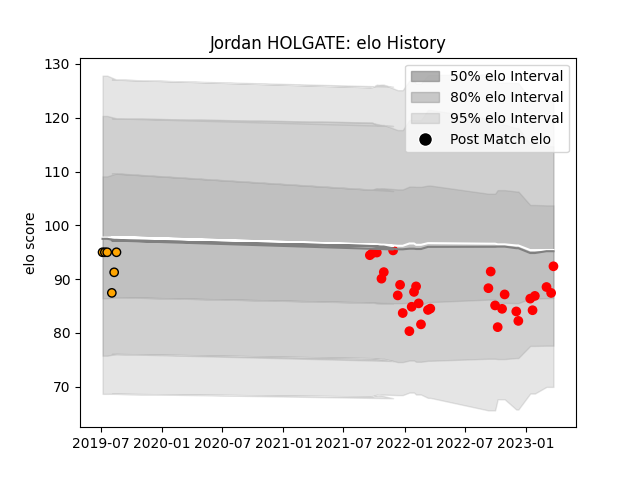 Jordan HOLGATE: elo History
130
120
110
100
90
80
70
elo score
50% elo Interval
80% elo Interval
95% elo Interval
Post Match elo
2019-07 2020-01 2020-07 2021-01 2021-07 2022-01 2022-07 2023-01